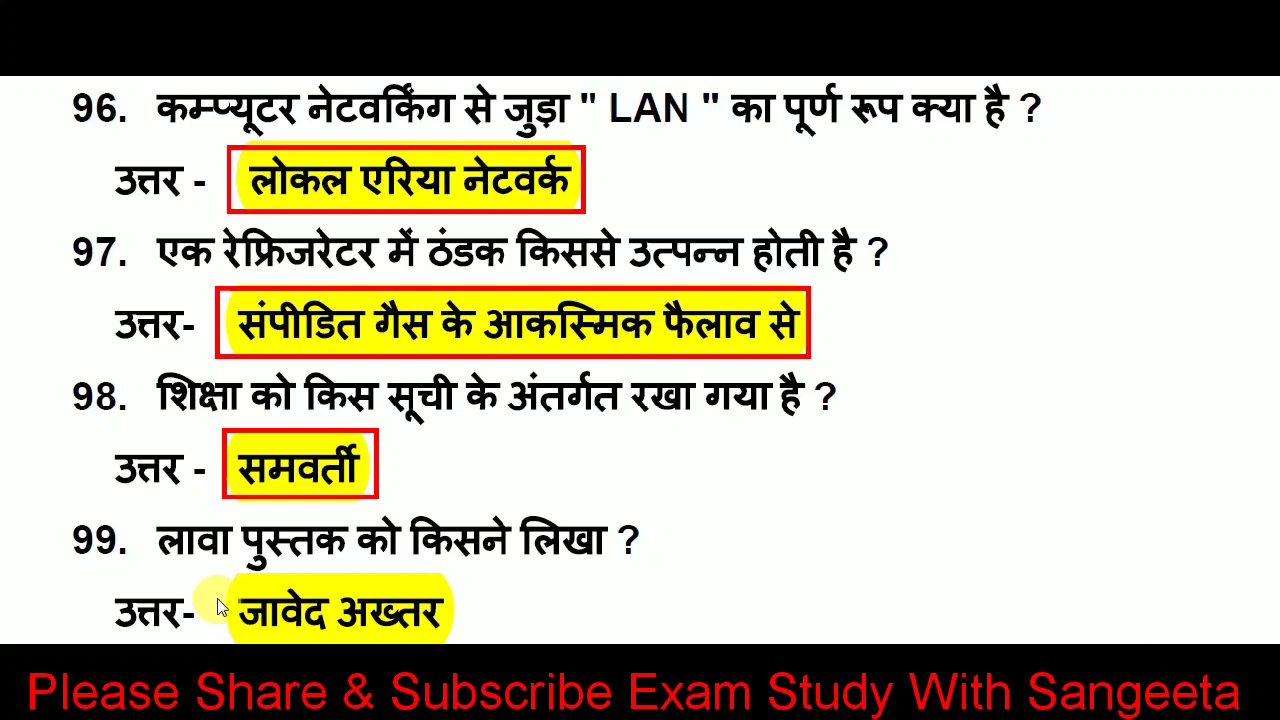 96. कम्प्यूटर नेटवर्किंग से जुड़ा " LAN " का पूर्ण रूप क्या है ?
उत्तर - लोकल एरिया नेटवर्क
97. एक रेफ्रिजरेटर में ठंडक किससे उत्पन्न होती है ?
उत्तर- संपीडित गैस के आकस्मिक फैलाव से
98. शिक्षा को किस सूची के अंतर्गत रखा गया है ?
उत्तर - समवर्ती
99. लावा पुस्तक को किसने लिखा ?
उत्तर- जावेद अख्तर
Please Share & Subscribe Exam Study With Sangeeta